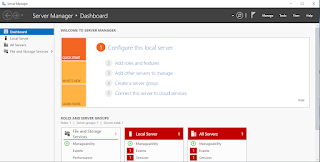 Server Manager
Server Manager • Dashboard
Manage Tools View Help
Dashboard
Local Server
All Servers
File and Storage Services
WELCOME TO SERVER MANAGER
QUICK START
WHAT'S NEW
LEARN MORE
1 Configure this local server
2 Add roles and features
3 Add other servers to manage
4 Create a server group
5 Connect this server to cloud services
Hide
ROLES AND SERVER GROUPS
Roles: 1 | Server groups: 1 | Servers total: 1
File and Storage Services 1
Manageability
Events
Performance
Local Server 1
Manageability
1 Events
1 Services
All Servers 1
Manageability
1 Events
1 Services